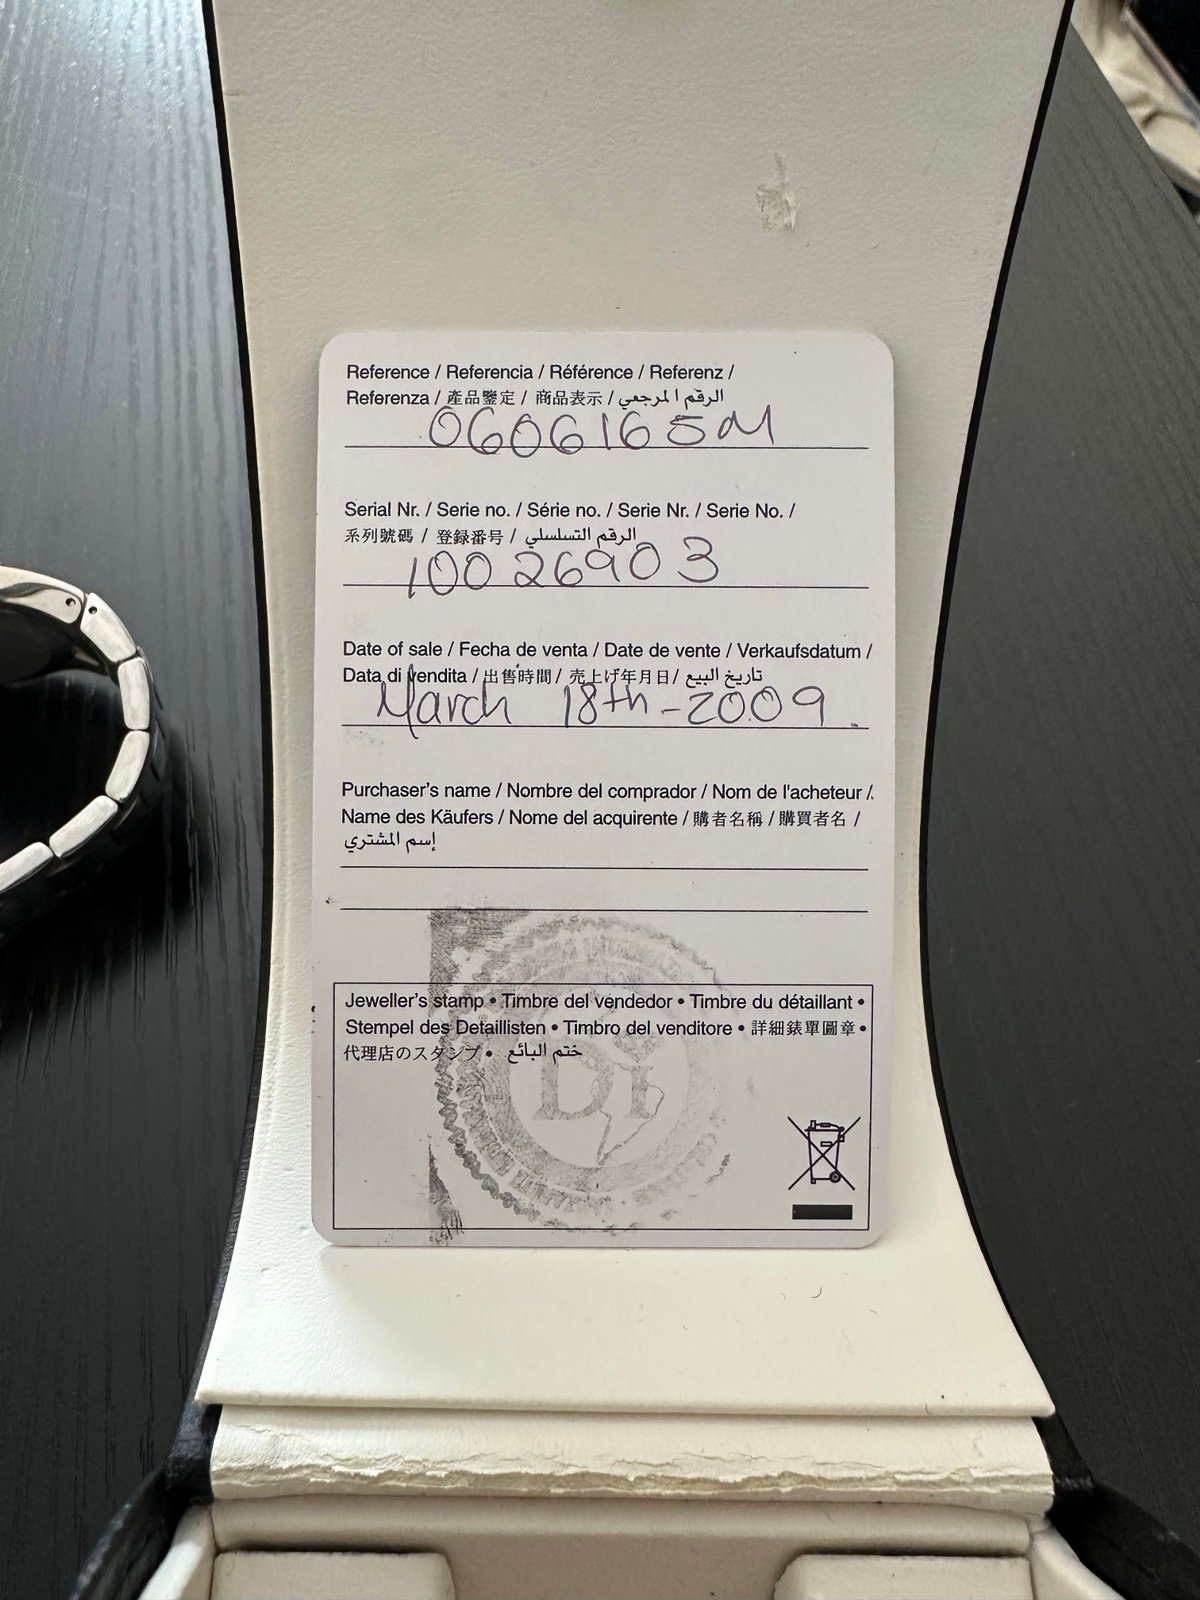 Reference / Referencia / Référence / Referenz /
Referenza / 產品鑒定 / 商品表示 / الرقم المرجعي
0606165M
Serial Nr. / Serie no. / Série no. / Serie Nr. / Serie No. /
系列號碼 / 登録番号 / الرقم التسلسلي
10026903
Date of sale / Fecha de venta / Date de vente / Verkaufsdatum /
Data di vendita / 出售時間 / 売上げ年月日 / تاريخ البيع
March 18th - 2009
Purchaser's name / Nombre del comprador / Nom de l'acheteur /
Name des Käufers / Nome del acquirente / 購者名稱 / 購買者名 /
إسم المشتري
Jeweller's stamp • Timbre del vendedor • Timbre du détaillant •
Stempel des Detaillisten • Timbro del venditore • 詳細錶單圖章 •
代理店のスタンプ • ختم البائع